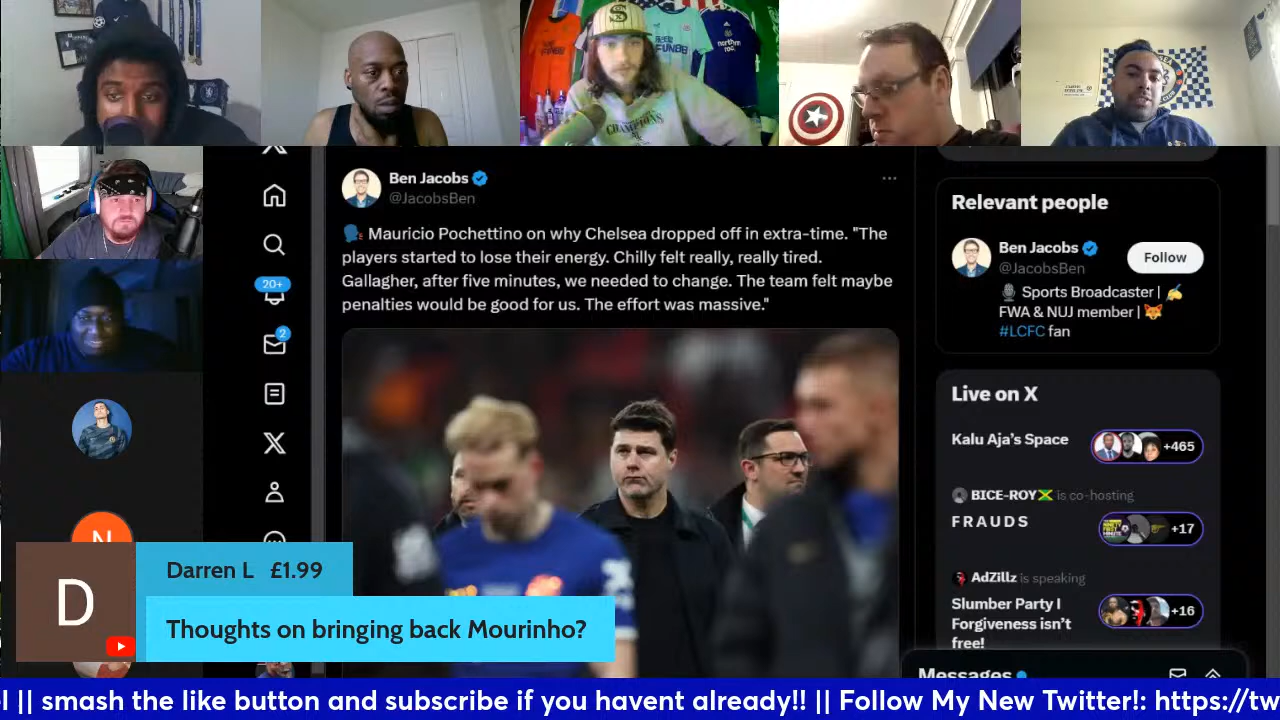 FUN88
FUN88
northern
CHAMPIONS
Ben Jacobs
@JacobsBen
Mauricio Pochettino on why Chelsea dropped off in extra-time. "The
players started to lose their energy. Chilly felt really, really tired.
Gallagher, after five minutes, we needed to change. The team felt maybe
penalties would be good for us. The effort was massive."
20+
2
Relevant people
Ben Jacobs
@JacobsBen
Follow
Sports Broadcaster |
FWA & NUJ member |
#LCFC fan
Live on X
Kalu Aja's Space
+465
BICE-ROY is co-hosting
F R A U D S
+17
AdZillz is speaking
Slumber Party I
Forgiveness isn't
free!
+16
Messages
N
D
Darren L £1.99
Thoughts on bringing back Mourinho?
l || smash the like button and subscribe if you havent already!! || Follow My New Twitter!: https://tw